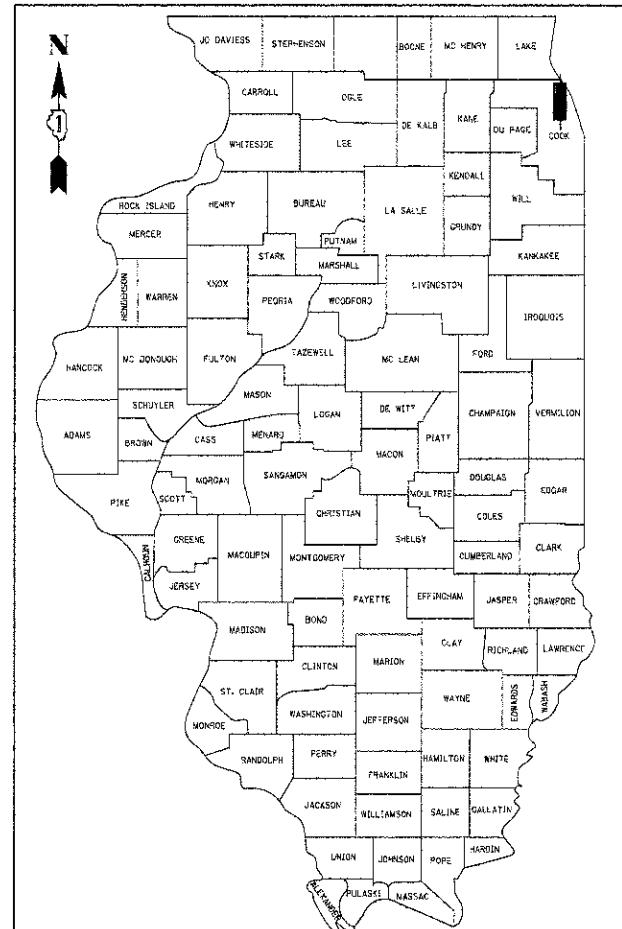 JO DAVIESS STEPHENSON BOONE MC HENRY LAKE
N
CARROLL OGLE
DE KALB KANE DU PAGE COOK
1
WHITESIDE LEE
KENDALL
ROCK ISLAND HENRY BUREAU LA SALLE WILL
MERCER PUTNAM GRUNDY
STARK MARSHALL KANKAKEE
HENDERSON WARREN KNOX PEORIA WOODFORD LIVINGSTON IROQUOIS
HANCOCK MC DONOUGH FULTON TAZEWELL MC LEAN FORD
MASON
SCHUYLER LOGAN DE WITT CHAMPAIGN VERMILION
ADAMS BROWN CASS MENARD PIATT
MACON
PIKE SCOTT MORGAN SANGAMON MOULTRIE DOUGLAS EDGAR
CHRISTIAN COLES
CALHOUN GREENE MACOUPIN MONTGOMERY SHELBY CUMBERLAND CLARK
JERSEY
FAYETTE EFFINGHAM JASPER CRAWFORD
MADISON BOND
CLAY RICHLAND LAWRENCE
CLINTON MARION
ST. CLAIR WAYNE EDWARDS WABASH
WASHINGTON JEFFERSON
MONROE
RANDOLPH PERRY HAMILTON WHITE
FRANKLIN
JACKSON WILLIAMSON SALINE GALLATIN
UNION JOHNSON POPE HARDIN
ALEXANDER PULASKI MASSAC